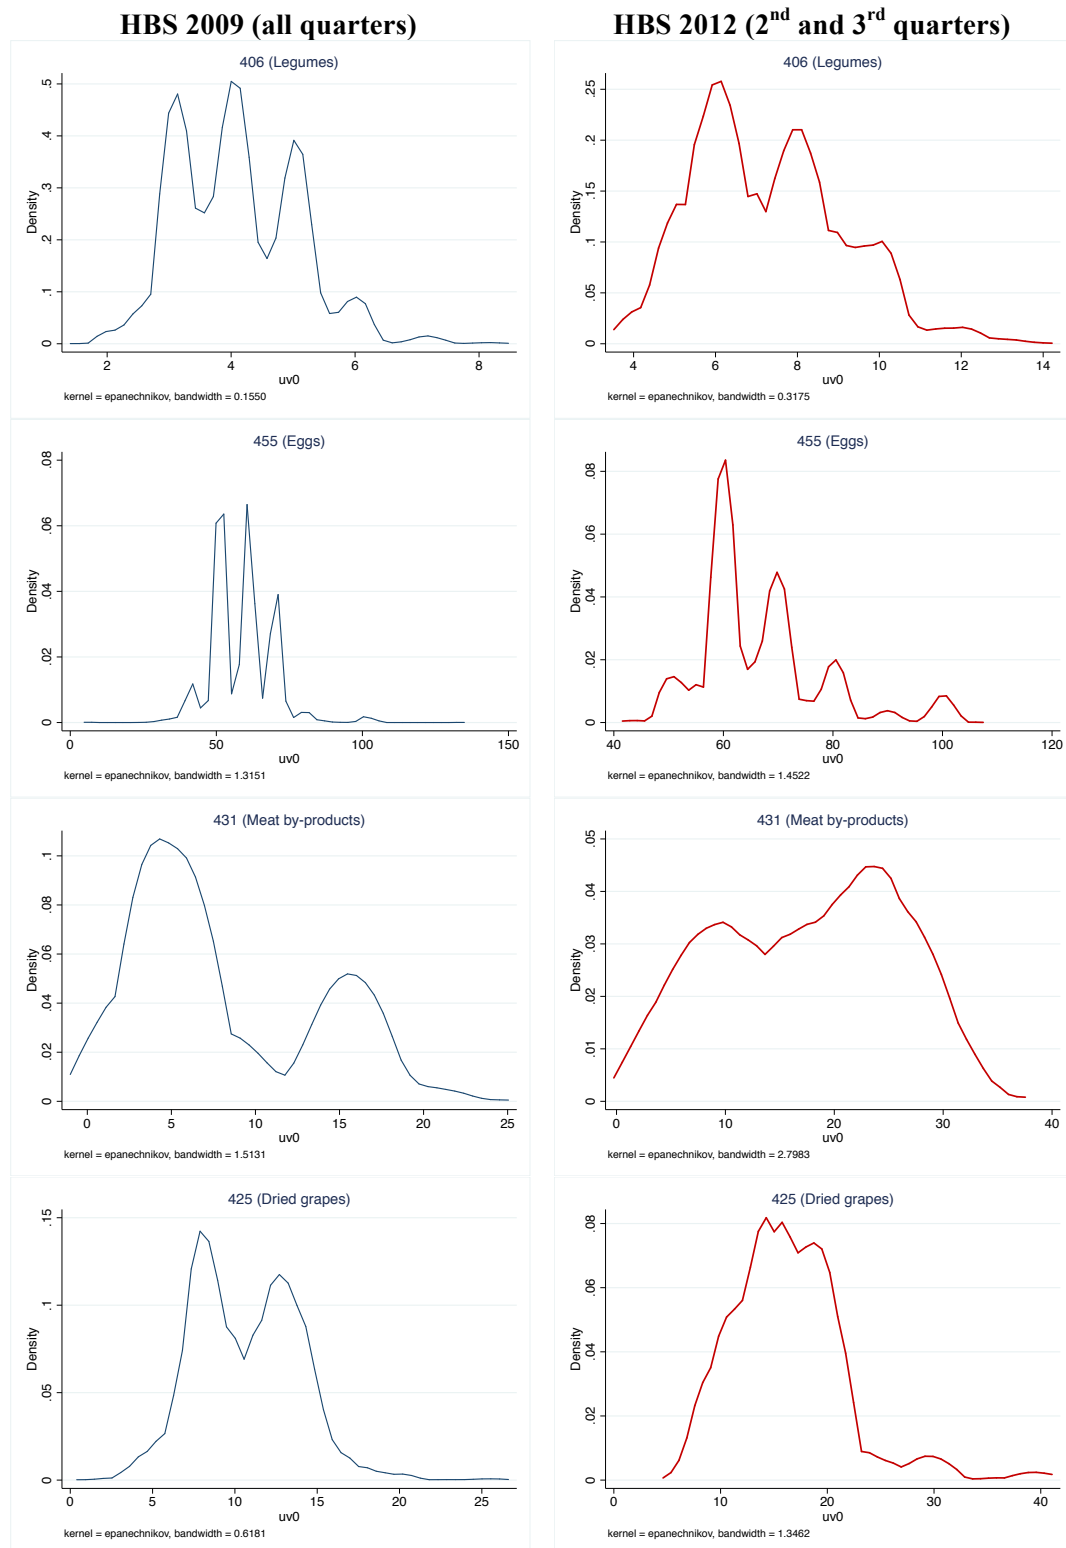 HBS 2009 (all quarters)
HBS 2012 (2nd and 3rd quarters)
406 (Legumes)
Density
0 .1 .2 .3 .4 .5
2 4 6 8
uv0
kernel = epanechnikov, bandwidth = 0.1550
406 (Legumes)
Density
0 .05 .1 .15 .2 .25
4 6 8 10 12 14
uv0
kernel = epanechnikov, bandwidth = 0.3175
455 (Eggs)
Density
0 .02 .04 .06 .08
0 50 100 150
uv0
kernel = epanechnikov, bandwidth = 1.3151
455 (Eggs)
Density
0 .02 .04 .06 .08
40 60 80 100 120
uv0
kernel = epanechnikov, bandwidth = 1.4522
431 (Meat by-products)
Density
0 .02 .04 .06 .08 .1
0 5 10 15 20 25
uv0
kernel = epanechnikov, bandwidth = 1.5131
431 (Meat by-products)
Density
0 .01 .02 .03 .04 .05
0 10 20 30 40
uv0
kernel = epanechnikov, bandwidth = 2.7983
425 (Dried grapes)
Density
0 .05 .1 .15
0 5 10 15 20 25
uv0
kernel = epanechnikov, bandwidth = 0.6181
425 (Dried grapes)
Density
0 .02 .04 .06 .08
0 10 20 30 40
uv0
kernel = epanechnikov, bandwidth = 1.3462